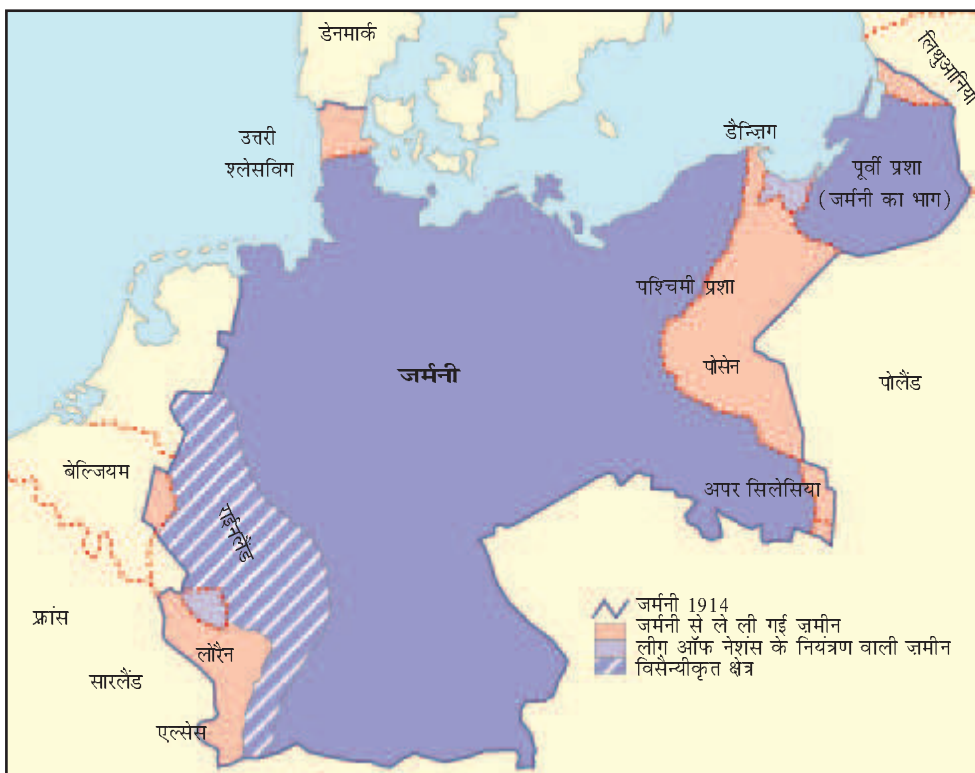 डेनमार्क
लिथुआनिया
उत्तरी
श्लेसविग
डैन्ज़िग
पूर्वी प्रशा
(जर्मनी का भाग)
पश्चिमी प्रशा
जर्मनी
पोसेन
पोलैंड
बेल्जियम
अपर सिलेसिया
राईनलैंड
फ्रांस
लोरैन
सारलैंड
एल्सेस
जर्मनी 1914
जर्मनी से ले ली गई ज़मीन
लीग ऑफ नेशंस के नियंत्रण वाली ज़मीन
विसैन्यीकृत क्षेत्र